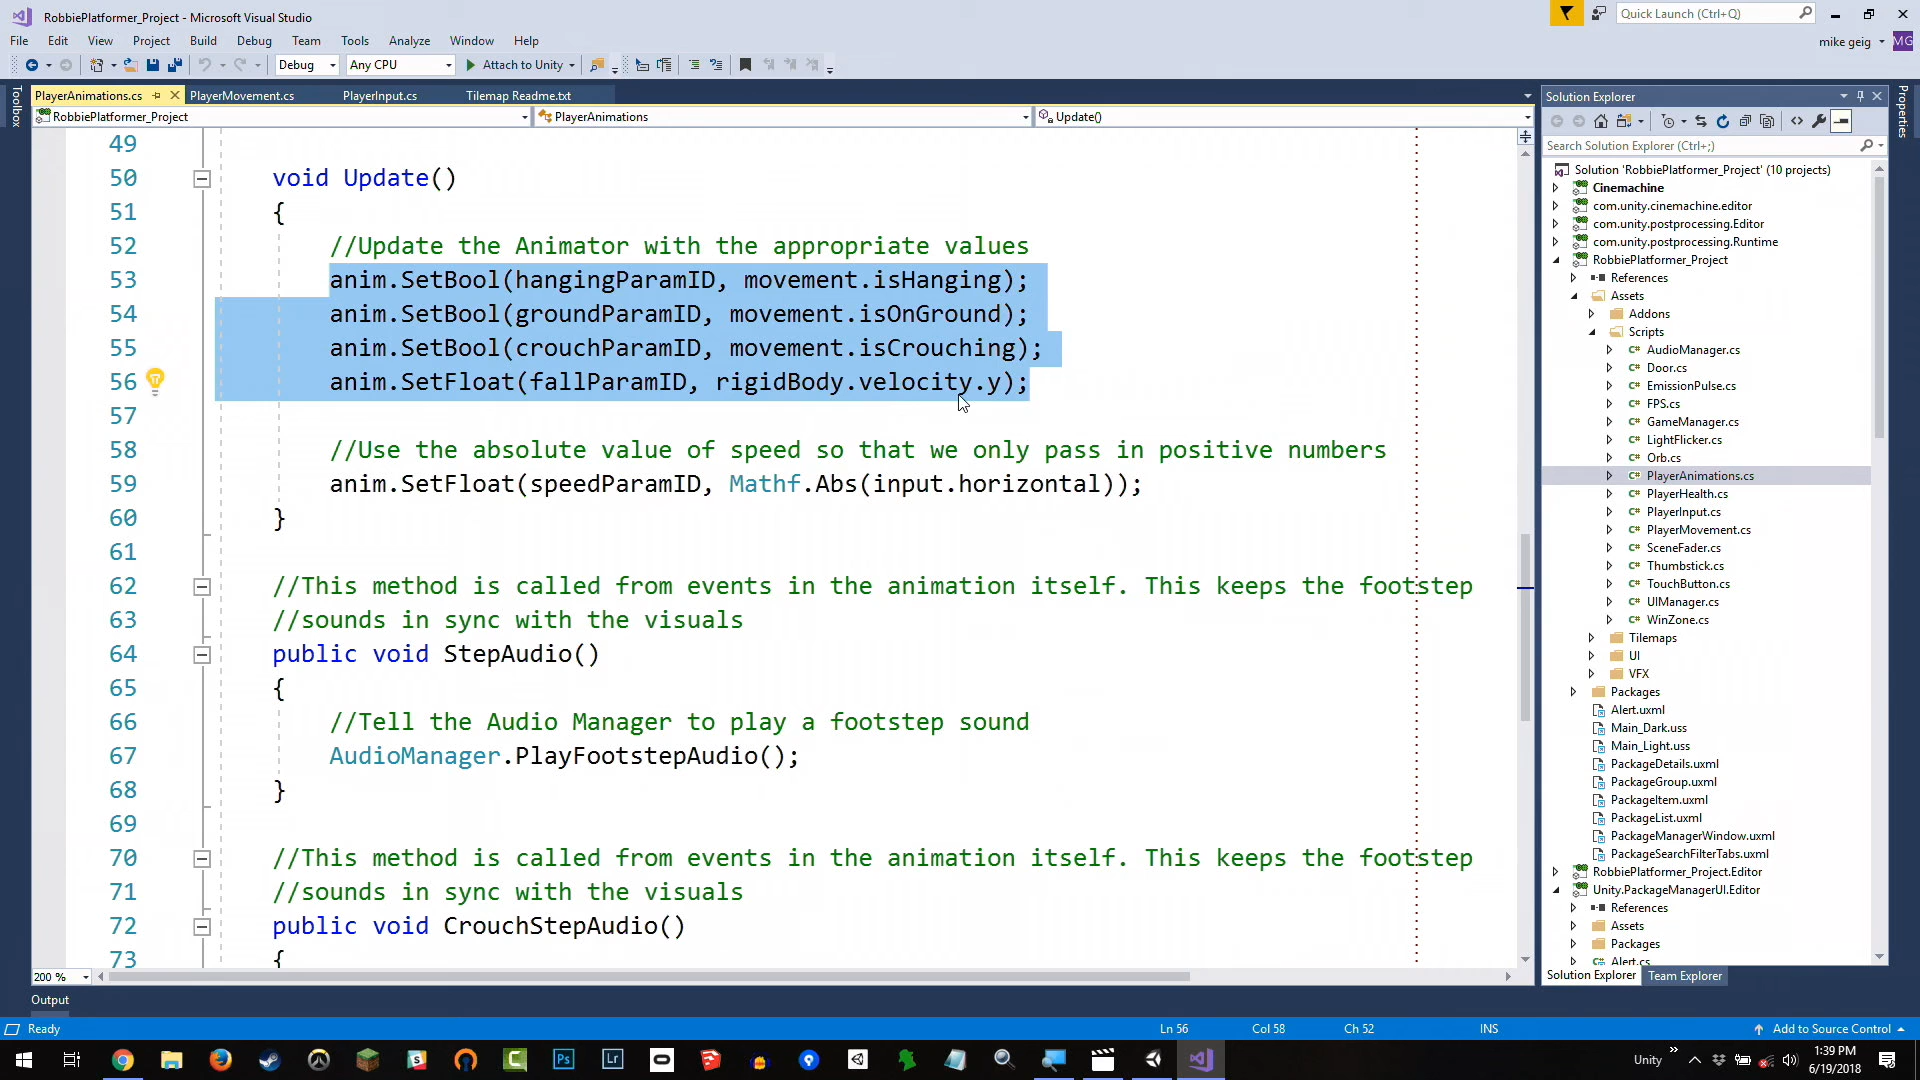 RobbiePlatformer_Project - Microsoft Visual Studio
Quick Launch (Ctrl+Q)
File Edit View Project Build Debug Team Tools Analyze Window Help
mike geig MG
Debug Any CPU Attach to Unity
Toolbox
PlayerAnimations.cs PlayerMovement.cs PlayerInput.cs Tilemap Readme.txt
RobbiePlatformer_Project PlayerAnimations Update()
49
50 void Update()
51 {
52 //Update the Animator with the appropriate values
53 anim.SetBool(hangingParamID, movement.isHanging);
54 anim.SetBool(groundParamID, movement.isOnGround);
55 anim.SetBool(crouchParamID, movement.isCrouching);
56 anim.SetFloat(fallParamID, rigidBody.velocity.y);
57
58 //Use the absolute value of speed so that we only pass in positive numbers
59 anim.SetFloat(speedParamID, Mathf.Abs(input.horizontal));
60 }
61
62 //This method is called from events in the animation itself. This keeps the footstep
63 //sounds in sync with the visuals
64 public void StepAudio()
65 {
66 //Tell the Audio Manager to play a footstep sound
67 AudioManager.PlayFootstepAudio();
68 }
69
70 //This method is called from events in the animation itself. This keeps the footstep
71 //sounds in sync with the visuals
72 public void CrouchStepAudio()
73 {
200 %
Solution Explorer
Properties
Search Solution Explorer (Ctrl+;)
Solution 'RobbiePlatformer_Project' (10 projects)
Cinemachine
com.unity.cinemachine.editor
com.unity.postprocessing.Editor
com.unity.postprocessing.Runtime
RobbiePlatformer_Project
References
Assets
Addons
Scripts
C# AudioManager.cs
C# Door.cs
C# EmissionPulse.cs
C# FPS.cs
C# GameManager.cs
C# LightFlicker.cs
C# Orb.cs
C# PlayerAnimations.cs
C# PlayerHealth.cs
C# PlayerInput.cs
C# PlayerMovement.cs
C# SceneFader.cs
C# Thumbstick.cs
C# TouchButton.cs
C# UIManager.cs
C# WinZone.cs
Tilemaps
UI
VFX
Packages
Alert.uxml
Main_Dark.uss
Main_Light.uss
PackageDetails.uxml
PackageGroup.uxml
PackageItem.uxml
PackageList.uxml
PackageManagerWindow.uxml
PackageSearchFilterTabs.uxml
RobbiePlatformer_Project.Editor
Unity.PackageManagerUI.Editor
References
Assets
Packages
C# Alert.cs
Solution Explorer Team Explorer
Output
Ready Ln 56 Col 58 Ch 52 INS Add to Source Control
Ps Lr
Unity
1:39 PM
6/19/2018